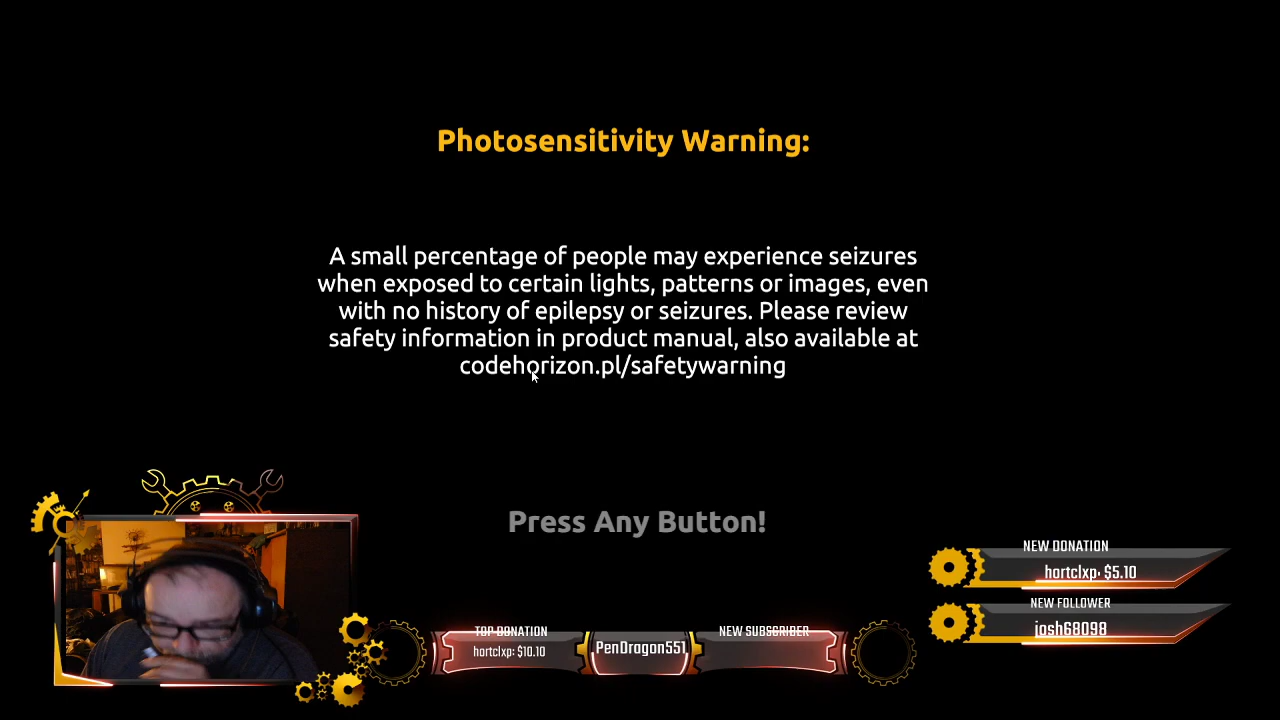 Photosensitivity Warning:
A small percentage of people may experience seizures
when exposed to certain lights, patterns or images, even
with no history of epilepsy or seizures. Please review
safety information in product manual, also available at
codehorizon.pl/safetywarning
Press Any Button!
NEW DONATION
hortclxp: $5.10
NEW FOLLOWER
josh68098
TOP DONATION
hortclxp: $10.10
PenDragon551
NEW SUBSCRIBER